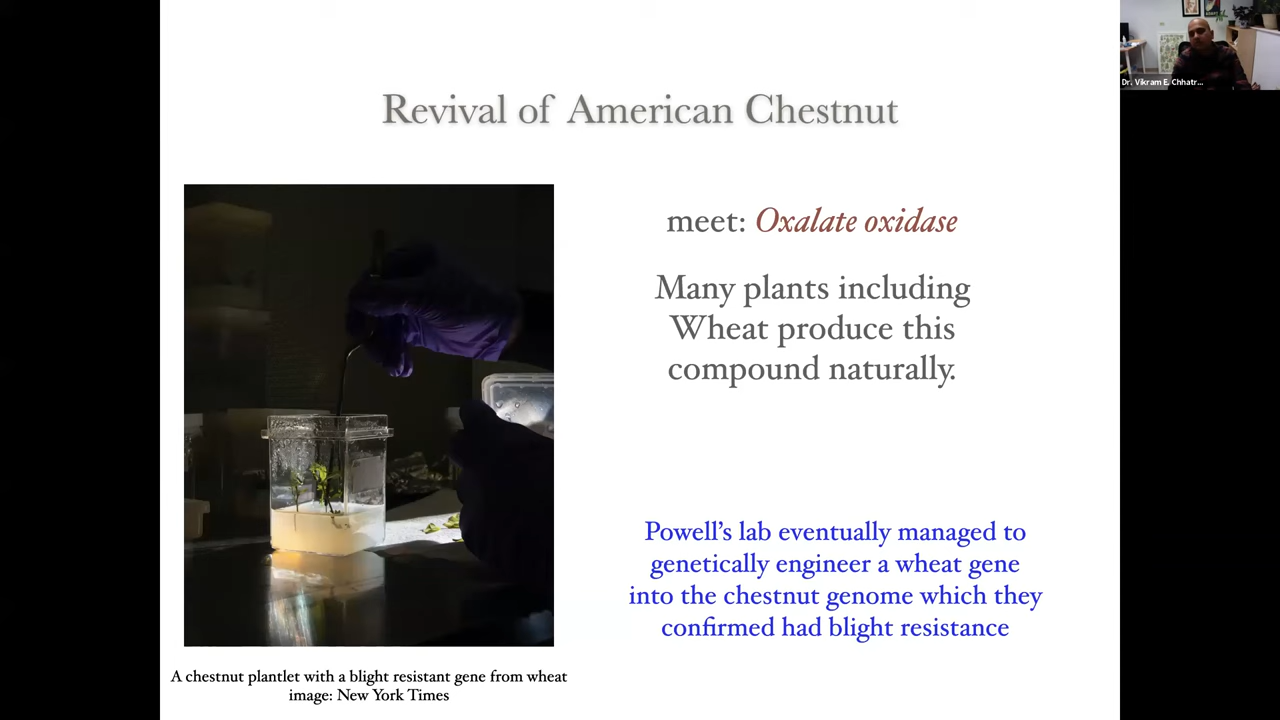 Revival of American Chestnut
meet: Oxalate oxidase
Many plants including
Wheat produce this
compound naturally.
Powell's lab eventually managed to
genetically engineer a wheat gene
into the chestnut genome which they
confirmed had blight resistance
A chestnut plantlet with a blight resistant gene from wheat
image: New York Times
Dr. Vikram E. Chhatr...